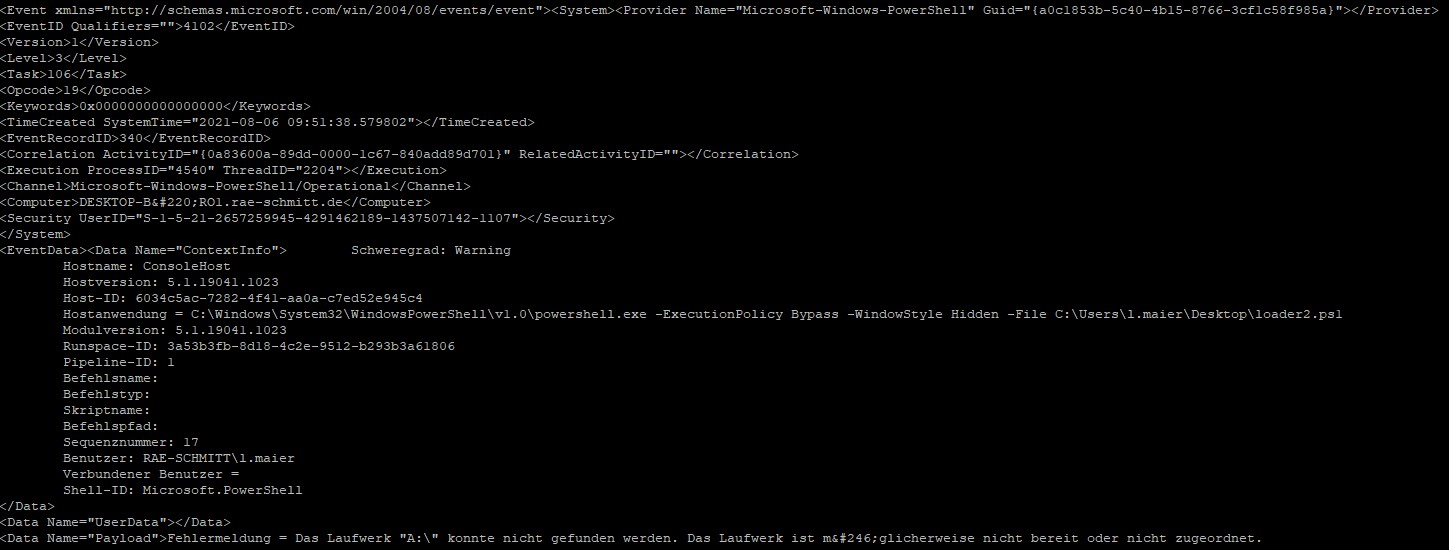 <Event xmlns="http://schemas.microsoft.com/win/2004/08/events/event"><System><Provider Name="Microsoft-Windows-PowerShell" Guid="{a0c1853b-5c40-4b15-8766-3cf1c58f985a}"></Provider>
<EventID Qualifiers="">4102</EventID>
<Version>1</Version>
<Level>3</Level>
<Task>106</Task>
<Opcode>19</Opcode>
<Keywords>0x0000000000000000</Keywords>
<TimeCreated SystemTime="2021-08-06 09:51:38.579802"></TimeCreated>
<EventRecordID>340</EventRecordID>
<Correlation ActivityID="{0a83600a-89dd-0000-1c67-840add89d701}" RelatedActivityID=""></Correlation>
<Execution ProcessID="4540" ThreadID="2204"></Execution>
<Channel>Microsoft-Windows-PowerShell/Operational</Channel>
<Computer>DESKTOP-B&#220;RO1.rae-schmitt.de</Computer>
<Security UserID="S-1-5-21-2657259945-4291462189-1437507142-1107"></Security>
</System>
<EventData><Data Name="ContextInfo">        Schweregrad: Warning
        Hostname: ConsoleHost
        Hostversion: 5.1.19041.1023
        Host-ID: 6034c5ac-7282-4f41-aa0a-c7ed52e945c4
        Hostanwendung = C:\Windows\System32\WindowsPowerShell\v1.0\powershell.exe -ExecutionPolicy Bypass -WindowStyle Hidden -File C:\Users\l.maier\Desktop\loader2.ps1
        Modulversion: 5.1.19041.1023
        Runspace-ID: 3a53b3fb-8d18-4c2e-9512-b293b3a61806
        Pipeline-ID: 1
        Befehlsname:
        Befehlstyp:
        Skriptname:
        Befehlspfad:
        Sequenznummer: 17
        Benutzer: RAE-SCHMITT\l.maier
        Verbundener Benutzer =
        Shell-ID: Microsoft.PowerShell
</Data>
<Data Name="UserData"></Data>
<Data Name="Payload">Fehlermeldung = Das Laufwerk "A:\" konnte nicht gefunden werden. Das Laufwerk ist m&#246;glicherweise nicht bereit oder nicht zugeordnet.